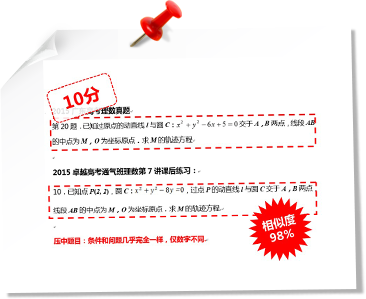 10分
理数真题
第 20 题．已知过原点的动直线 l 与圆 C : x² + y² − 6x + 5 = 0 交于 A , B 两点，线段 AB
的中点为 M，O 为坐标原点．求 M 的轨迹方程．
2015 卓越高考通气班理数第 7 讲课后练习：
10．已知点 P(2, 2)，圆 C : x² + y² − 8y = 0，过点 P 的动直线 l 与圆 C 交于 A，B 两点
线段 AB 的中点为 M，O 为坐标原点．求 M 的轨迹方程．
相似度
98%
压中题目：条件和问题几乎完全一样，仅数字不同。